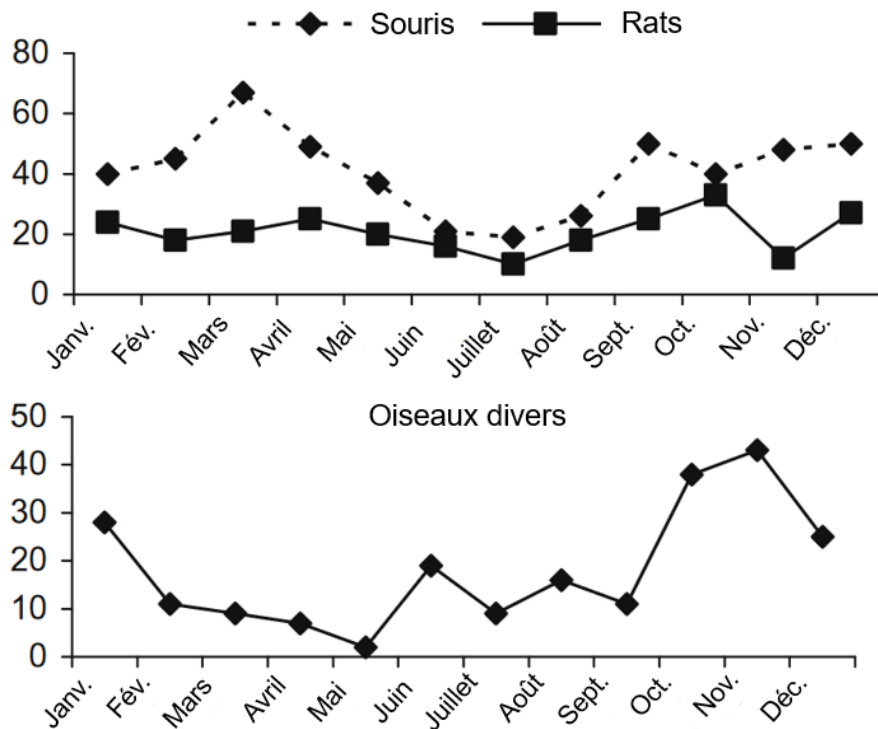 Souris Rats
80
60
40
20
0
Janv. Fév. Mars Avril Mai Juin Juillet Août Sept. Oct. Nov. Déc.
Oiseaux divers
50
40
30
20
10
0
Janv. Fév. Mars Avril Mai Juin Juillet Août Sept. Oct. Nov. Déc.